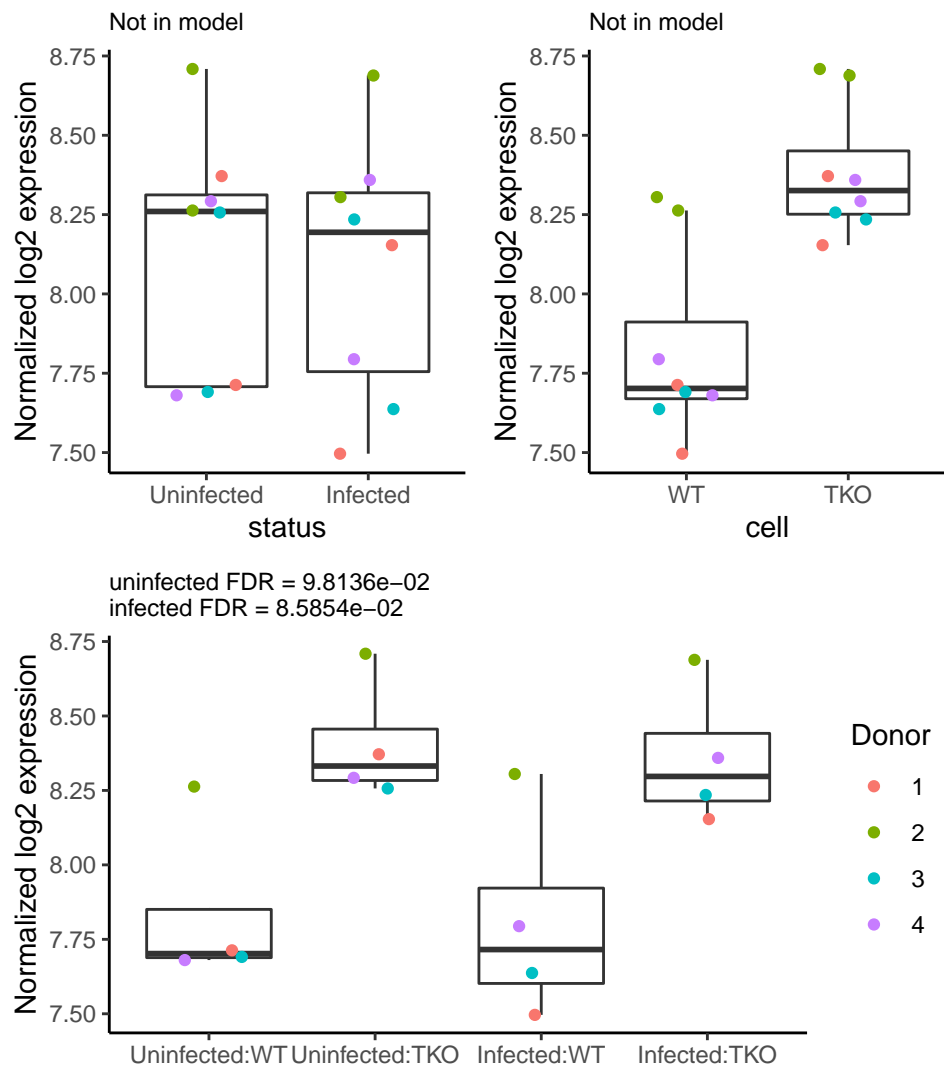 Not in model
8.75
8.50
8.25
8.00
7.75
7.50
Normalized log2 expression
Uninfected Infected
status
Not in model
8.75
8.50
8.25
8.00
7.75
7.50
Normalized log2 expression
WT TKO
cell
uninfected FDR = 9.8136e−02
infected FDR = 8.5854e−02
8.75
8.50
8.25
8.00
7.75
7.50
Normalized log2 expression
Uninfected:WT Uninfected:TKO Infected:WT Infected:TKO
Donor
1
2
3
4